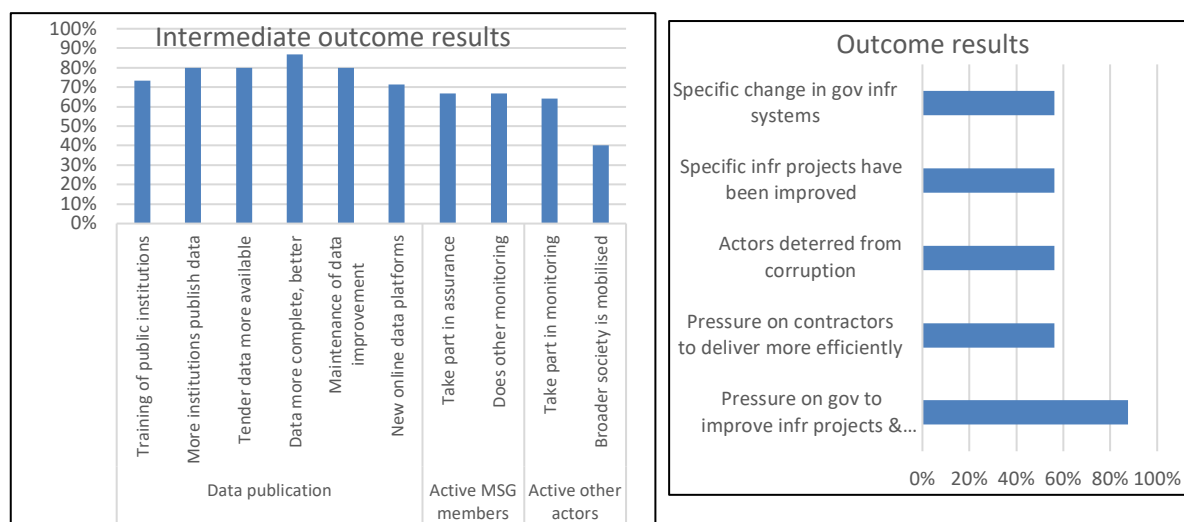 Intermediate outcome results
100%
90%
80%
70%
60%
50%
40%
30%
20%
10%
0%
Training of public institutions
More institutions publish data
Tender data more available
Data more complete, better
Maintenance of data
improvement
New online data platforms
Take part in assurance
Does other monitoring
Take part in monitoring
Broader society is mobilised
Data publication
Active MSG
members
Active other
actors
Outcome results
Specific change in gov infr
systems
Specific infr projects have
been improved
Actors deterred from
corruption
Pressure on contractors
to deliver more efficiently
Pressure on gov to
improve infr projects &...
0% 20% 40% 60% 80% 100%